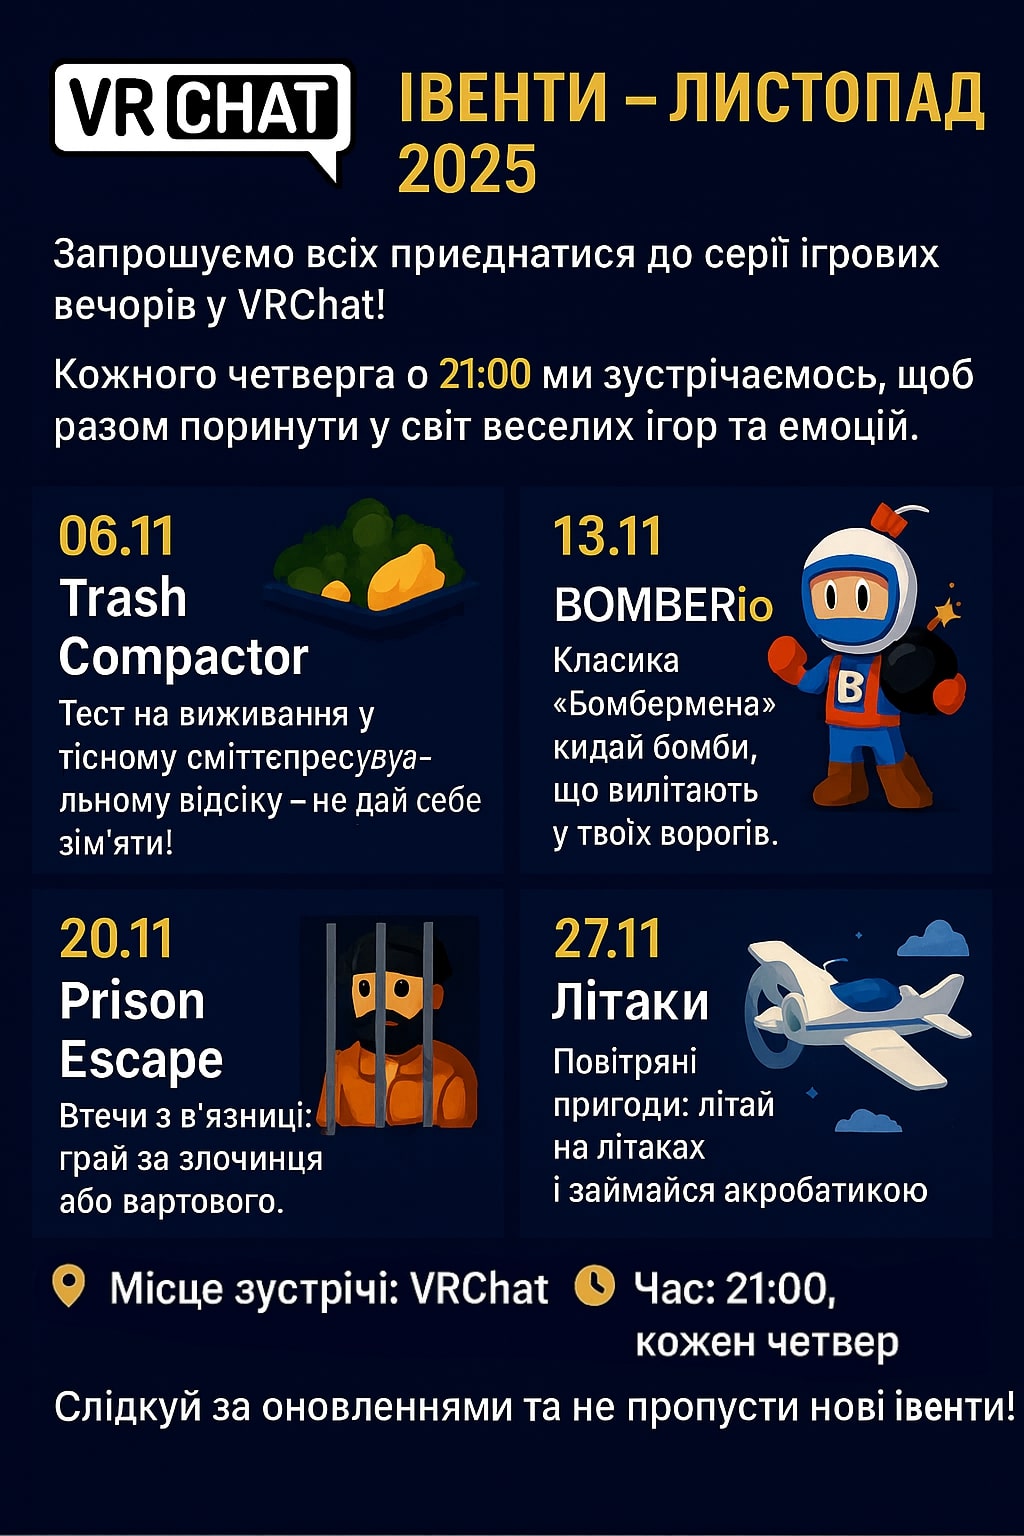 VRCHAT
ІВЕНТИ – ЛИСТОПАД
2025
Запрошуємо всіх приєднатися до серії ігрових
вечорів у VRChat!
Кожного четверга о 21:00 ми зустрічаємось, щоб
разом поринути у світ веселих ігор та емоцій.
06.11
Trash
Compactor
Тест на виживання у
тісному сміттєпресувуа-
льному відсіку – не дай себе
зім'яти!
13.11
BOMBERio
Класика
«Бомбермена»
кидай бомби,
що вилітають
у твоїх ворогів.
B
20.11
Prison
Escape
Втечи з в'язниці:
грай за злочинця
або вартового.
27.11
Літаки
Повітряні
пригоди: літай
на літаках
і займайся акробатикою
Місце зустрічі: VRChat
Час: 21:00,
кожен четвер
Слідкуй за оновленнями та не пропусти нові івенти!